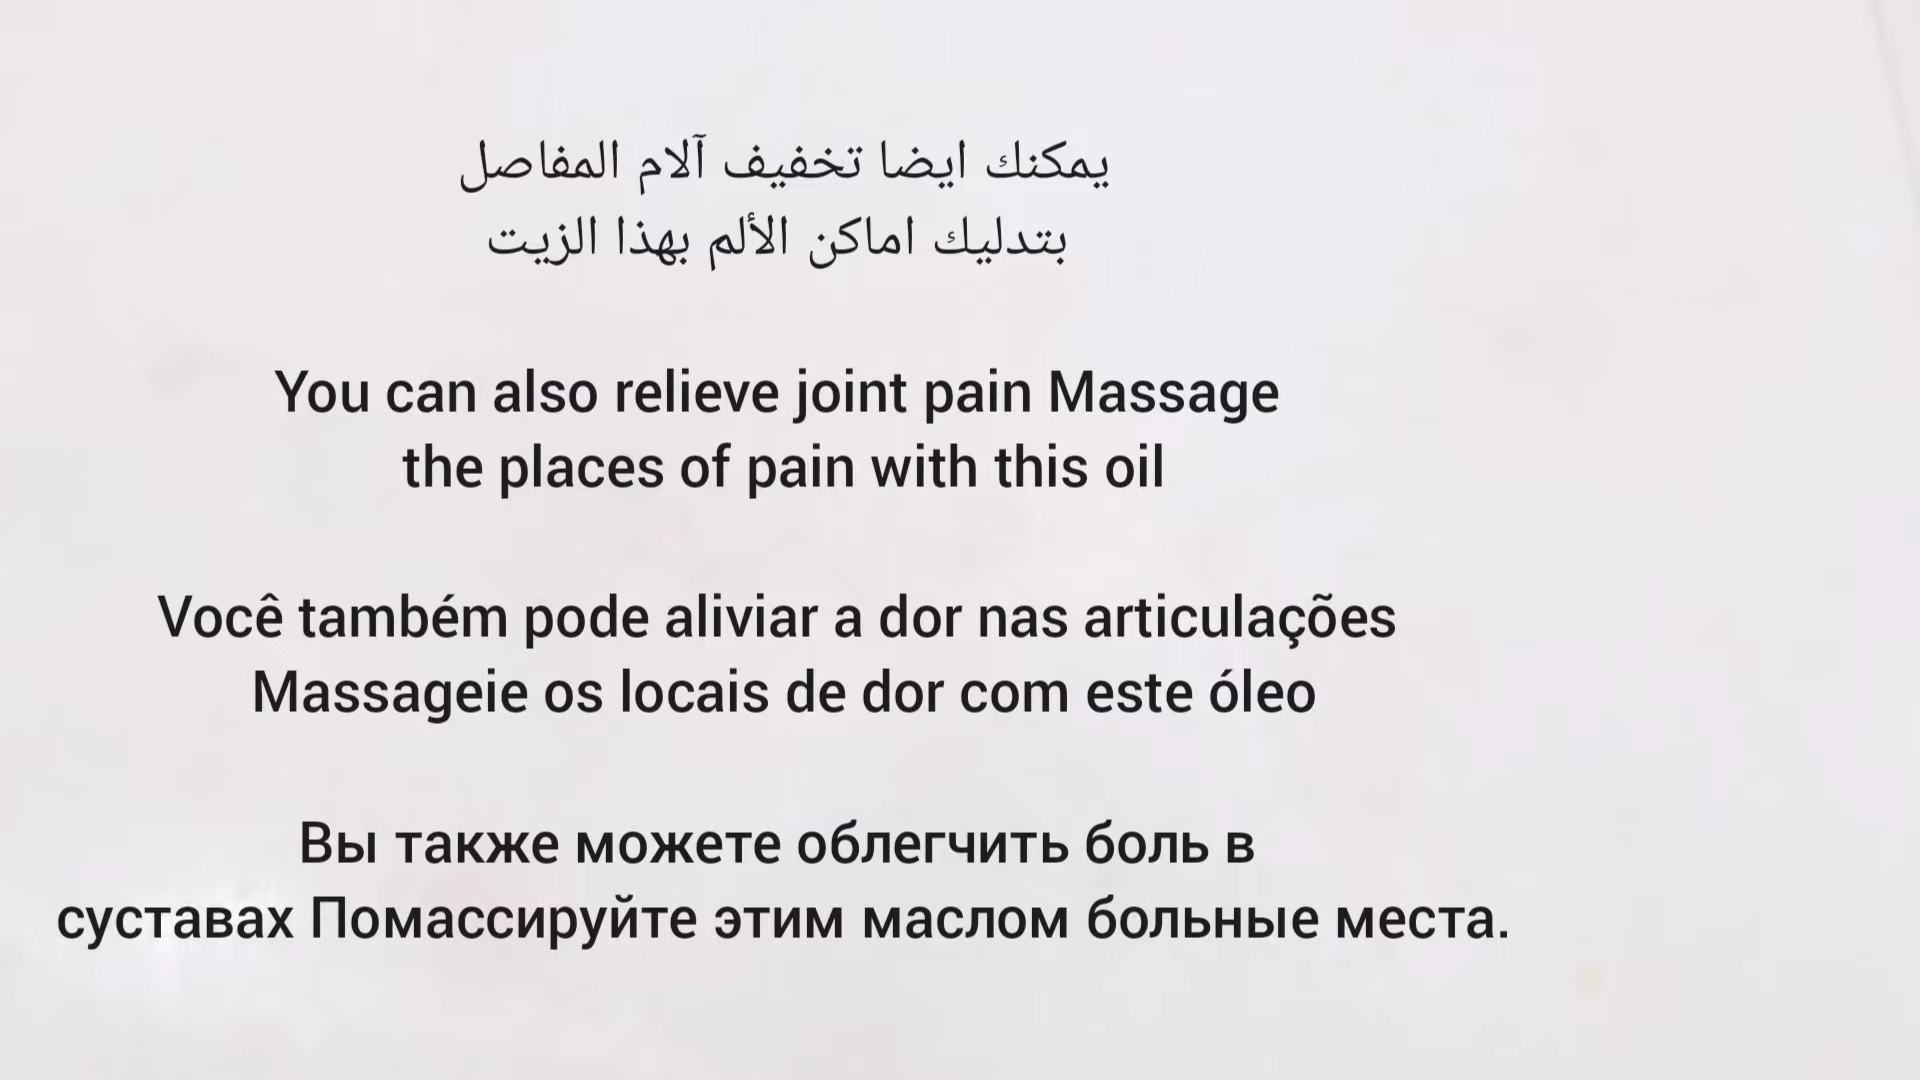 يمكنك ايضا تخفيف آلام المفاصل
بتدليك اماكن الألم بهذا الزيت
You can also relieve joint pain Massage
the places of pain with this oil
Você também pode aliviar a dor nas articulações
Massageie os locais de dor com este óleo
Вы также можете облегчить боль в
суставах Помассируйте этим маслом больные места.